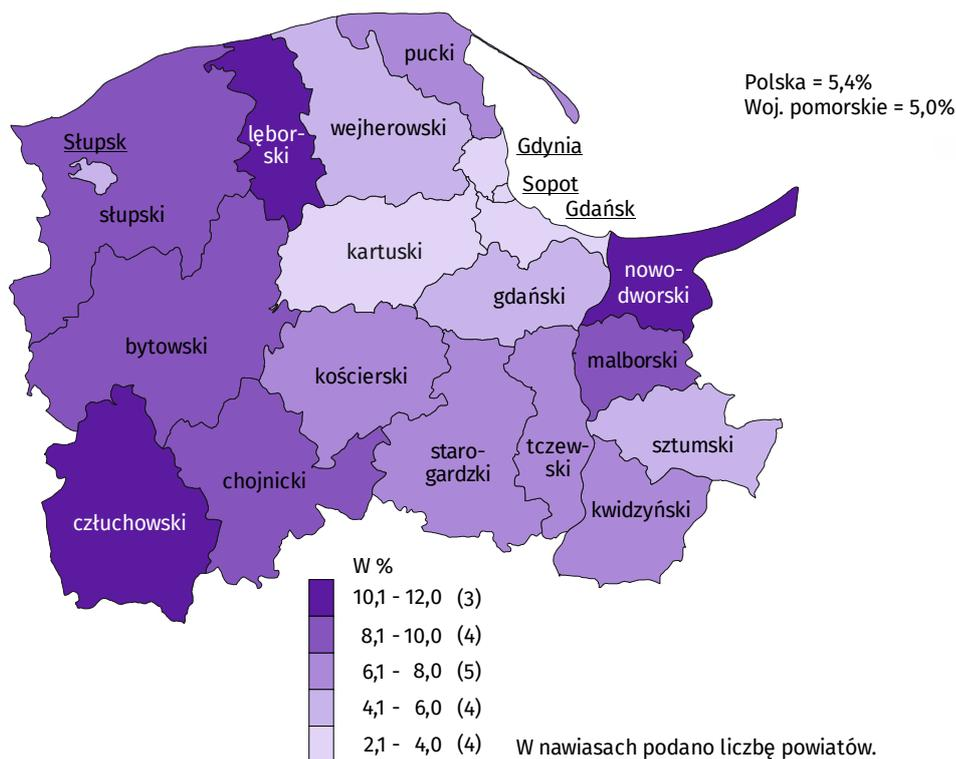 pucki
Polska = 5,4%
Woj. pomorskie = 5,0%
lębor-
ski
wejherowski
Słupsk
Gdynia
Sopot
Gdańsk
słupski
kartuski
nowo-
dworski
gdański
bytowski
malborski
kościerski
staro-
gardzki
tczew-
ski
sztumski
chojnicki
kwidzyński
człuchowski
W %
10,1 - 12,0 (3)
8,1 - 10,0 (4)
6,1 - 8,0 (5)
4,1 - 6,0 (4)
2,1 - 4,0 (4)
W nawiasach podano liczbę powiatów.